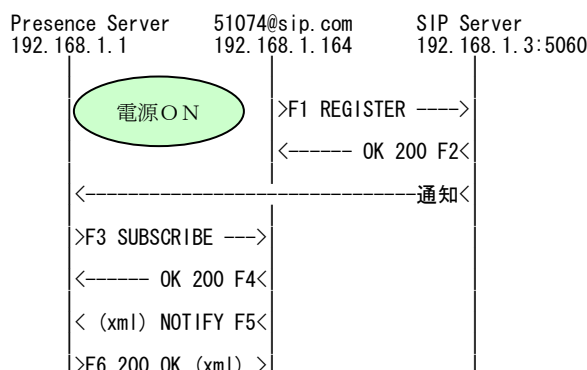 Presence Server 51074@sip.com SIP Server
192.168.1.1 192.168.1.164 192.168.1.3:5060
電源ON >F1 REGISTER ---->
<------ OK 200 F2<
<-------------------------------通知<
>F3 SUBSCRIBE --->
<------ OK 200 F4<
< (xml) NOTIFY F5<
>F6 200 OK (xml) >